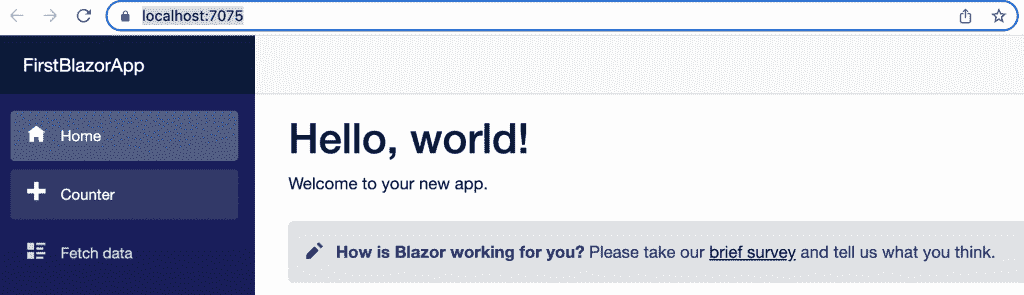 localhost:7075
FirstBlazorApp
Home
Counter
Fetch data
Hello, world!
Welcome to your new app.
How is Blazor working for you? Please take our brief survey and tell us what you think.